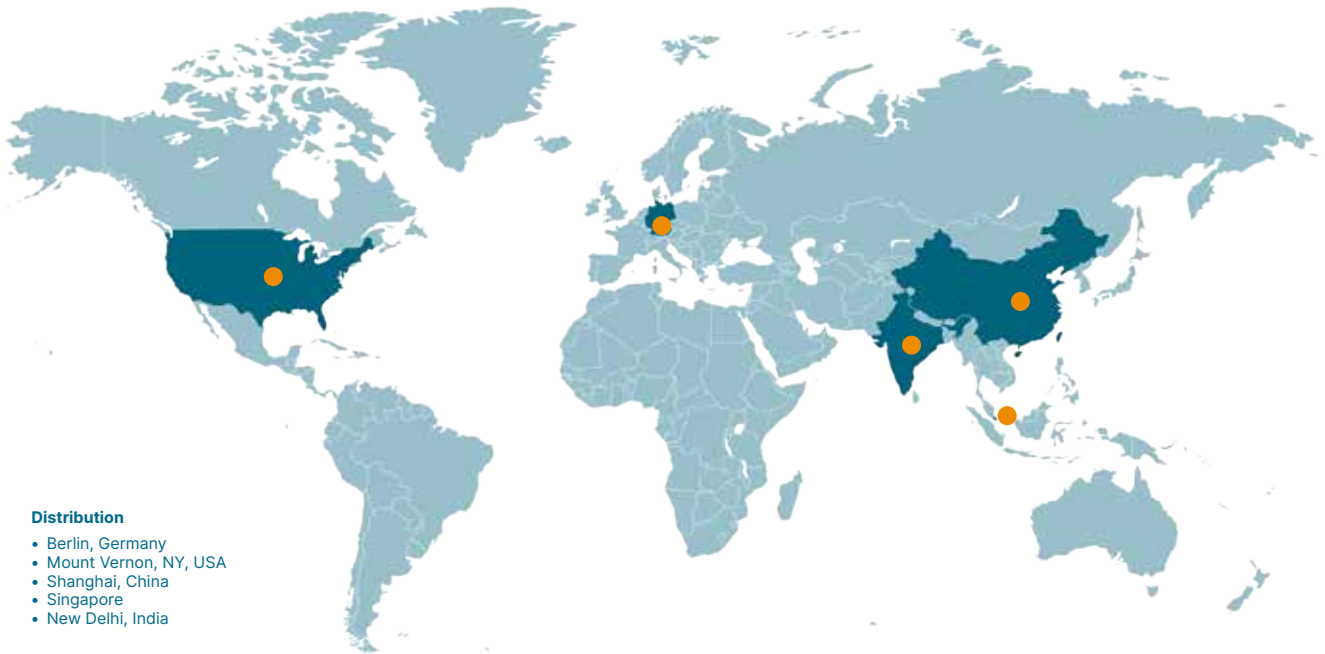 Distribution
• Berlin, Germany
• Mount Vernon, NY, USA
• Shanghai, China
• Singapore
• New Delhi, India